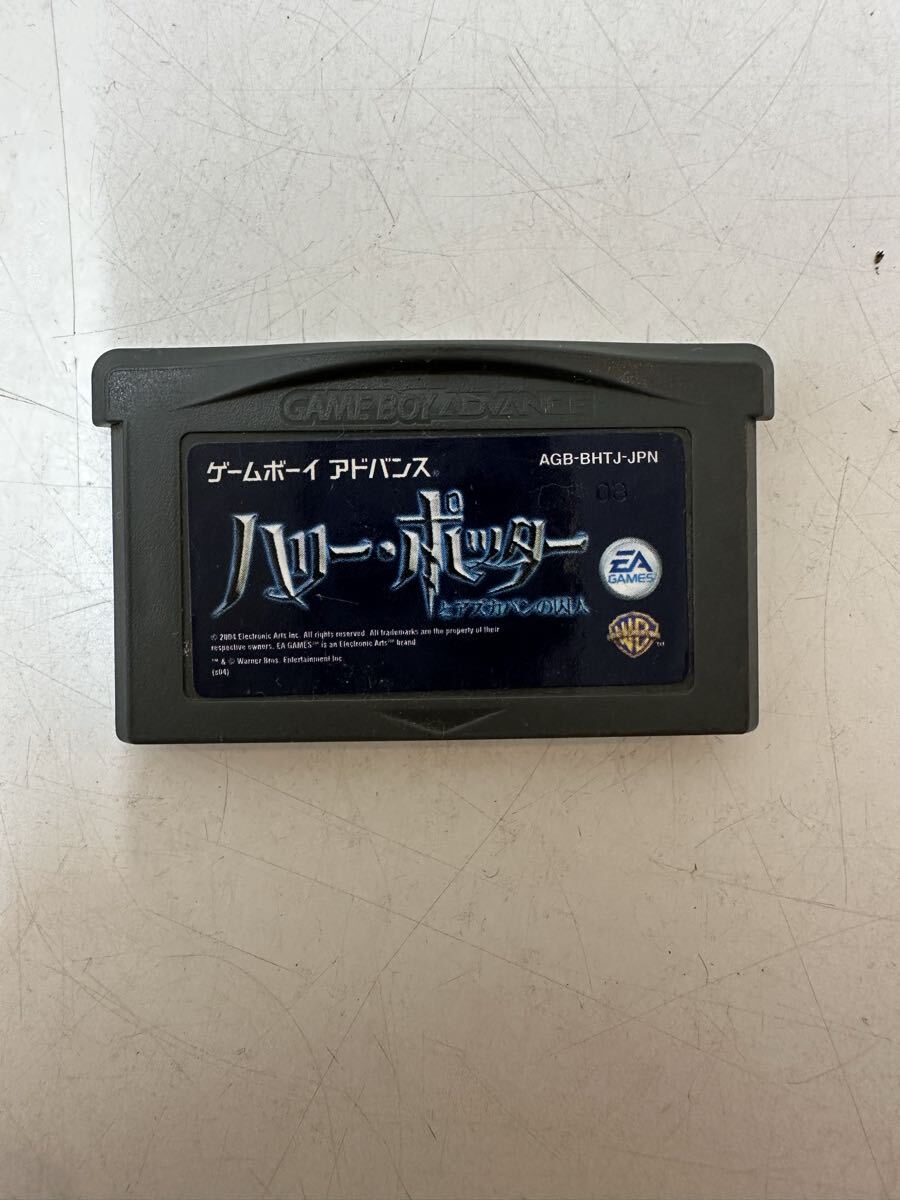 GAME BOY ADVANCE
ゲームボーイ アドバンス®
AGB-BHTJ-JPN
08
ハリー・ポッター
とアズカバンの囚人
EA
GAMES™
WB
TM
© 2004 Electronic Arts Inc. All rights reserved. All trademarks are the property of their
respective owners. EA GAMES™ is an Electronic Arts™ brand
™ & © Warner Bros. Entertainment Inc.
(s04)